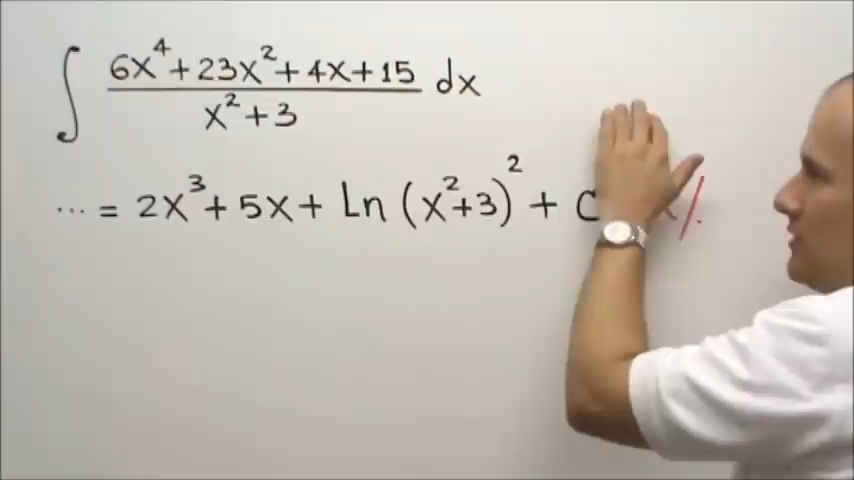 ∫ (6x⁴+23x²+4x+15)/(x²+3) dx
... = 2x³+5x+Ln(x²+3)²+C